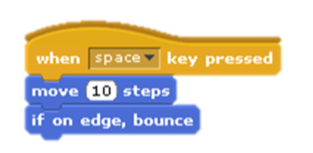 when space key pressed
move 10 steps
if on edge, bounce